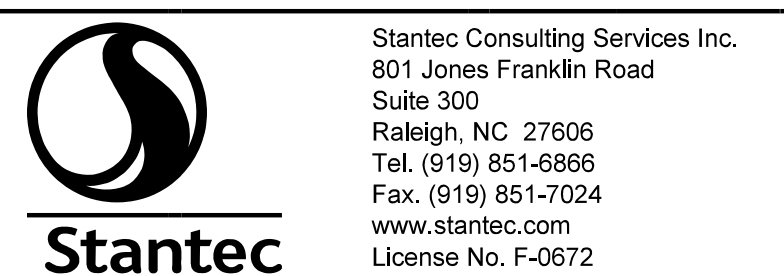 Stantec
Stantec Consulting Services Inc.
801 Jones Franklin Road
Suite 300
Raleigh, NC  27606
Tel. (919) 851-6866
Fax. (919) 851-7024
www.stantec.com
License No. F-0672